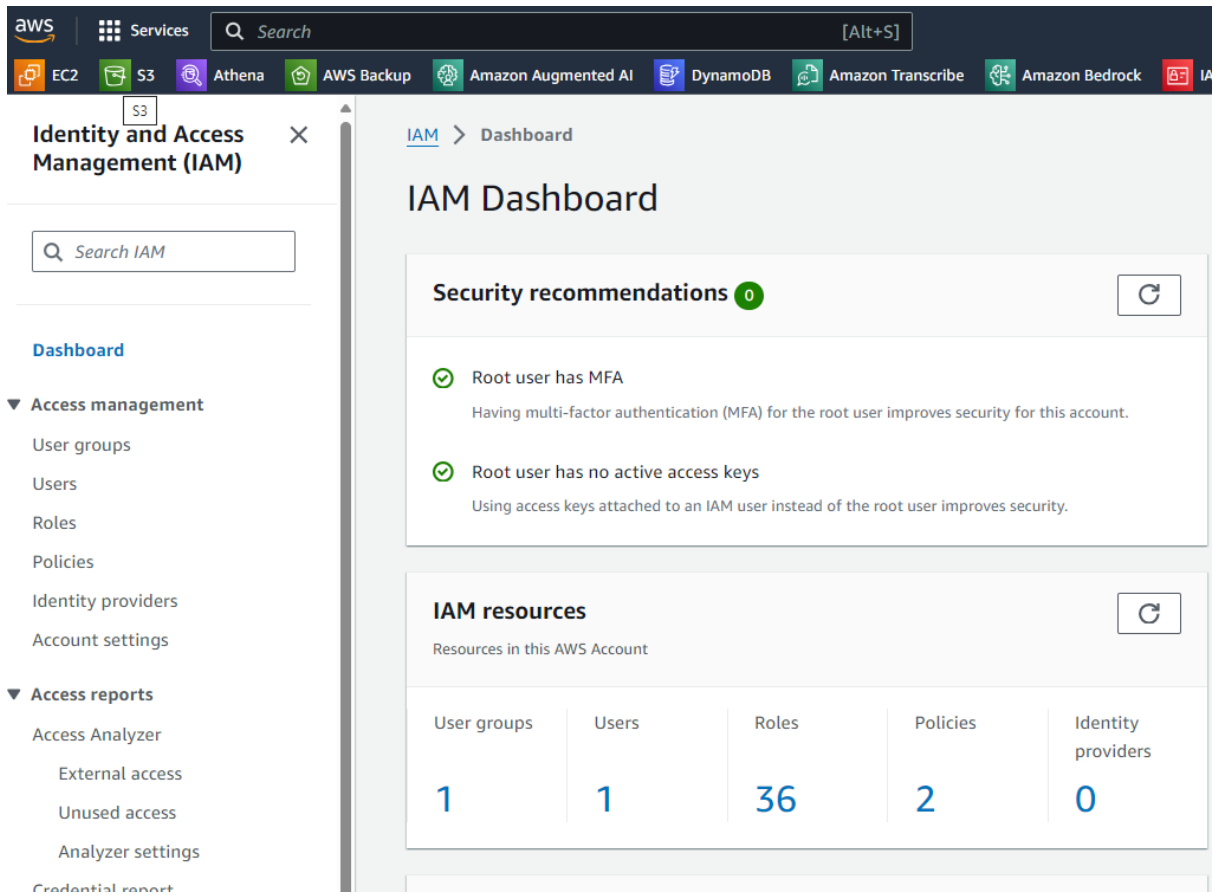 aws
Services
Search [Alt+S]
EC2 S3 Athena AWS Backup Amazon Augmented AI DynamoDB Amazon Transcribe Amazon Bedrock
S3
Identity and Access
Management (IAM)
Search IAM
Dashboard
Access management
User groups
Users
Roles
Policies
Identity providers
Account settings
Access reports
Access Analyzer
External access
Unused access
Analyzer settings
Credential report
IAM > Dashboard
IAM Dashboard
Security recommendations 0
Root user has MFA
Having multi-factor authentication (MFA) for the root user improves security for this account.
Root user has no active access keys
Using access keys attached to an IAM user instead of the root user improves security.
IAM resources
Resources in this AWS Account
User groups Users Roles Policies Identity
providers
1 1 36 2 0